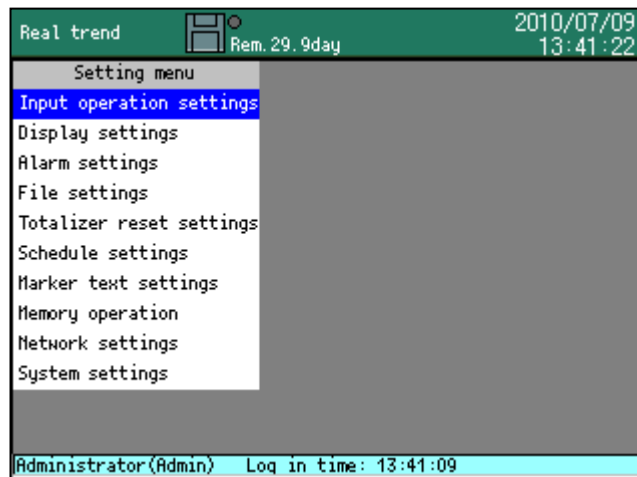 Real trend
Rem.29.9day
2010/07/09
13:41:22
Setting menu
Input operation settings
Display settings
Alarm settings
File settings
Totalizer reset settings
Schedule settings
Marker text settings
Memory operation
Network settings
System settings
Administrator(Admin) Log in time: 13:41:09